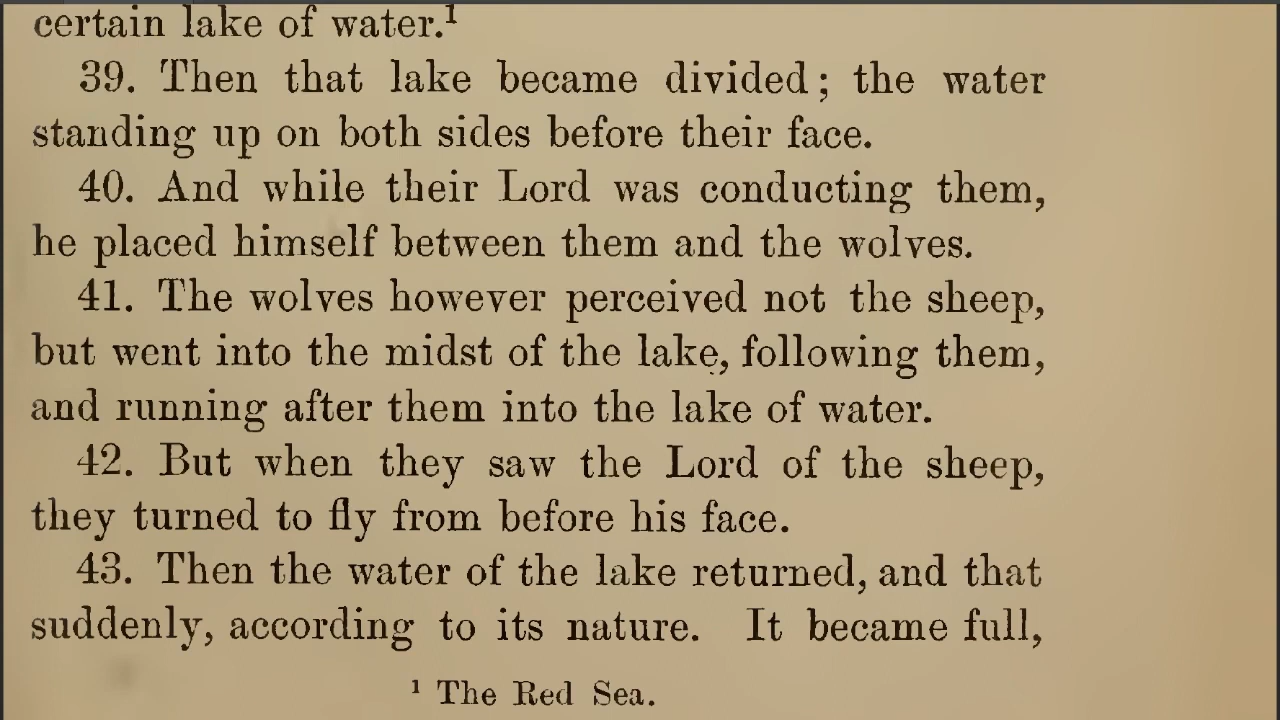 certain lake of water.¹
39. Then that lake became divided; the water
standing up on both sides before their face.
40. And while their Lord was conducting them,
he placed himself between them and the wolves.
41. The wolves however perceived not the sheep,
but went into the midst of the lake, following them,
and running after them into the lake of water.
42. But when they saw the Lord of the sheep,
they turned to fly from before his face.
43. Then the water of the lake returned, and that
suddenly, according to its nature. It became full,
¹ The Red Sea.